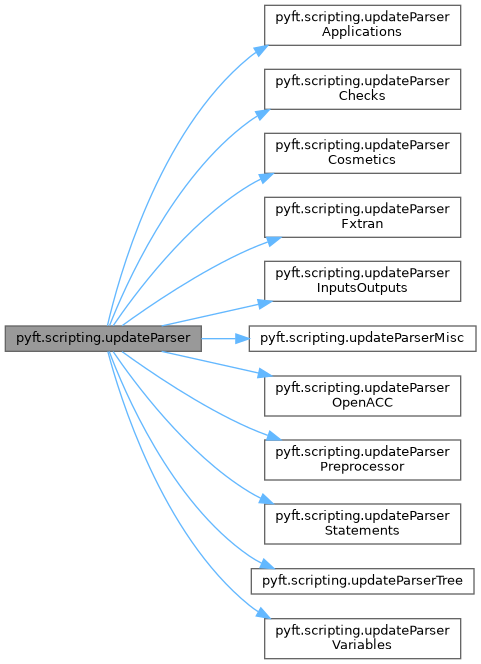 pyft.scripting.updateParser
Applications
pyft.scripting.updateParser
Checks
pyft.scripting.updateParser
Cosmetics
pyft.scripting.updateParser
Fxtran
pyft.scripting.updateParser
InputsOutputs
pyft.scripting.updateParser
pyft.scripting.updateParserMisc
pyft.scripting.updateParser
OpenACC
pyft.scripting.updateParser
Preprocessor
pyft.scripting.updateParser
Statements
pyft.scripting.updateParserTree
pyft.scripting.updateParser
Variables